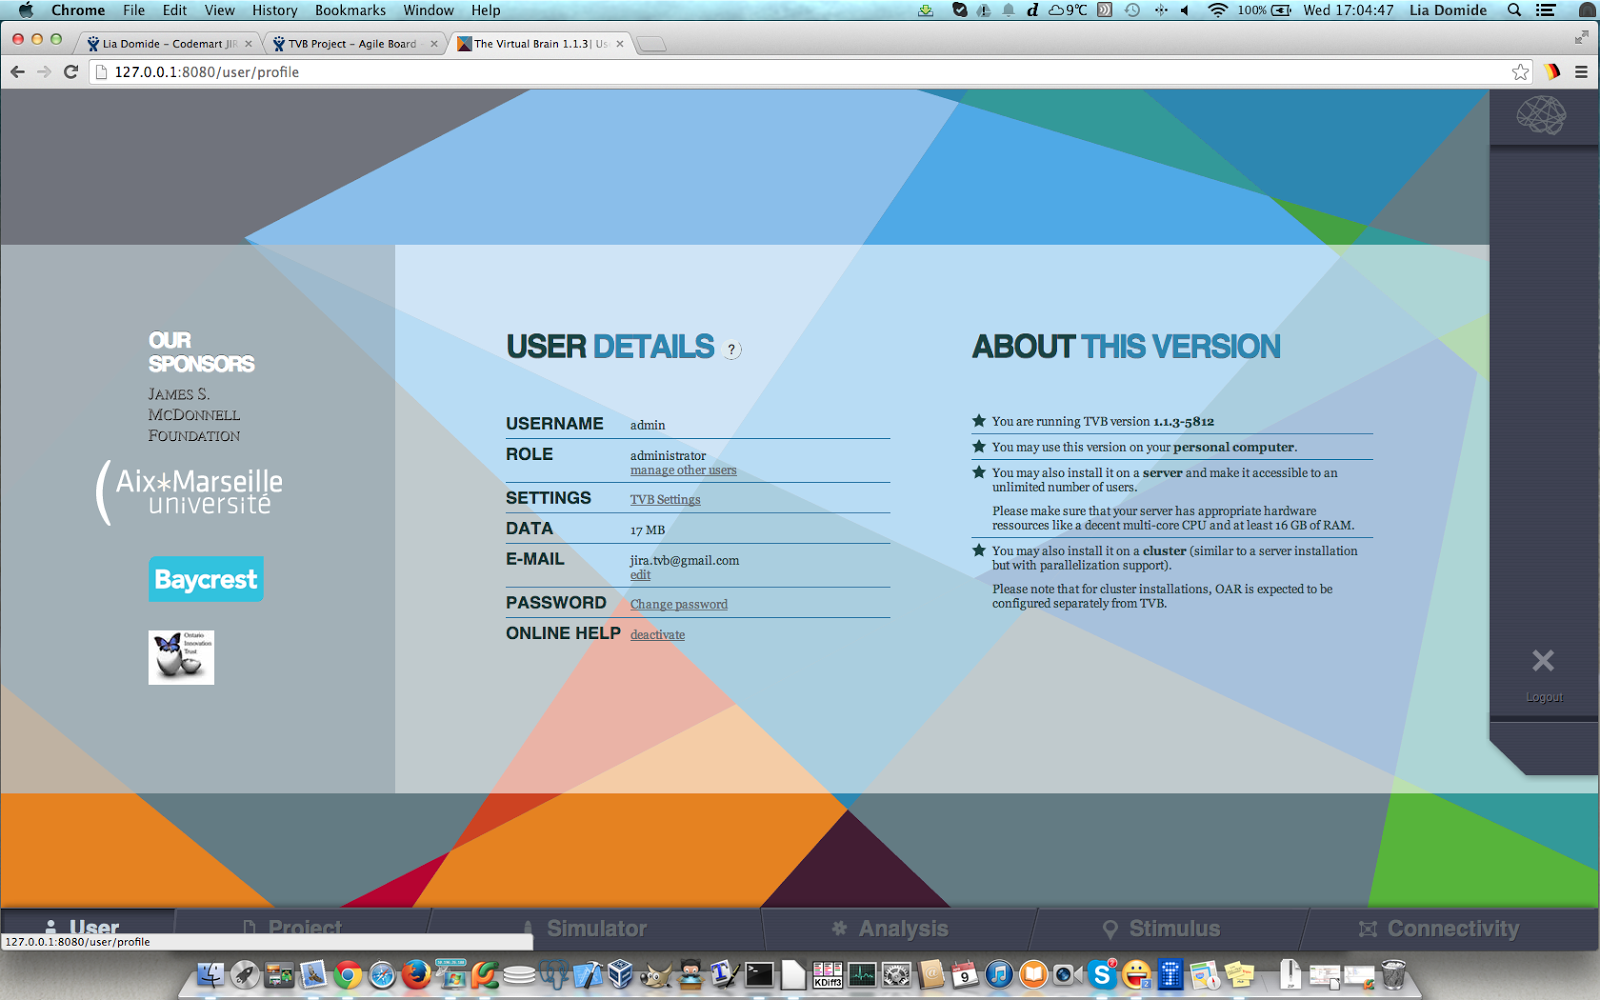 Chrome File Edit View History Bookmarks Window Help
9°C 100% Wed 17:04:47 Lia Domide
Lia Domide – Codemart JIR
TVB Project – Agile Board
The Virtual Brain 1.1.3| Us
127.0.0.1:8080/user/profile
OUR
SPONSORS
JAMES S.
MCDONNELL
FOUNDATION
Aix*Marseille
université
Baycrest
Ontario
Innovation
Trust
USER DETAILS ?
USERNAME admin
ROLE administrator
manage other users
SETTINGS TVB Settings
DATA 17 MB
E-MAIL jira.tvb@gmail.com
edit
PASSWORD Change password
ONLINE HELP deactivate
ABOUT THIS VERSION
You are running TVB version 1.1.3-5812
You may use this version on your personal computer.
You may also install it on a server and make it accessible to an
unlimited number of users.
Please make sure that your server has appropriate hardware
ressources like a decent multi-core CPU and at least 16 GB of RAM.
You may also install it on a cluster (similar to a server installation
but with parallelization support).
Please note that for cluster installations, OAR is expected to be
configured separately from TVB.
Logout
User Project Simulator Analysis Stimulus Connectivity
127.0.0.1:8080/user/profile
KDiff3
9